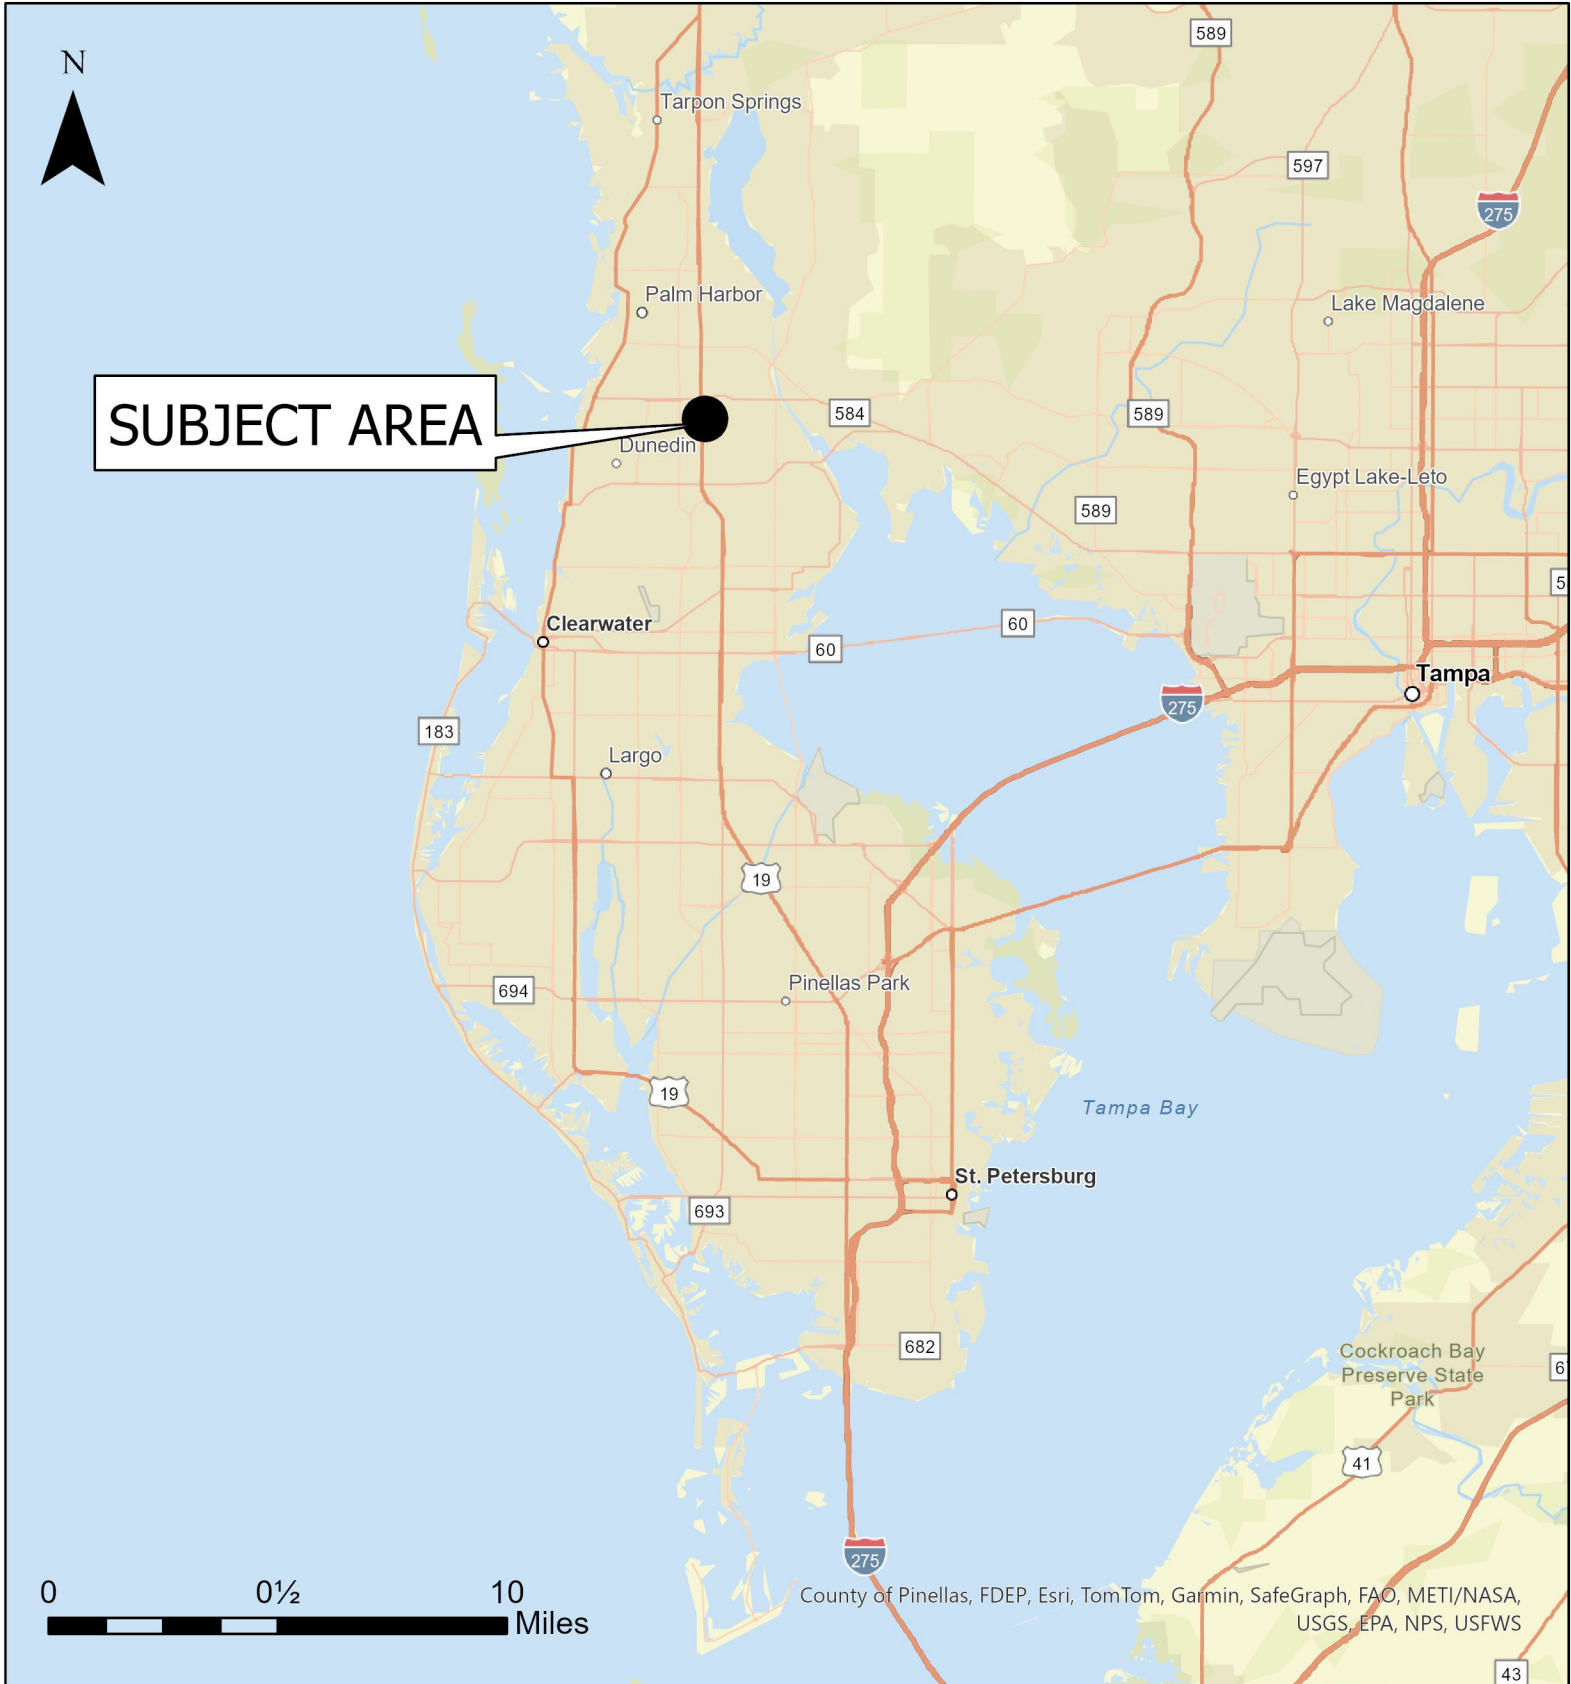 589
N
Tarpon Springs
597
275
Palm Harbor
Lake Magdalene
SUBJECT AREA
584
589
Dunedin
Egypt Lake-Leto
589
5
Clearwater
60
60
Tampa
275
183
Largo
19
Pinellas Park
694
19
Tampa Bay
St. Petersburg
693
682
Cockroach Bay
Preserve State
Park
6
41
275
0 0½ 10
Miles
County of Pinellas, FDEP, Esri, TomTom, Garmin, SafeGraph, FAO, METI/NASA,
USGS, EPA, NPS, USFWS
43